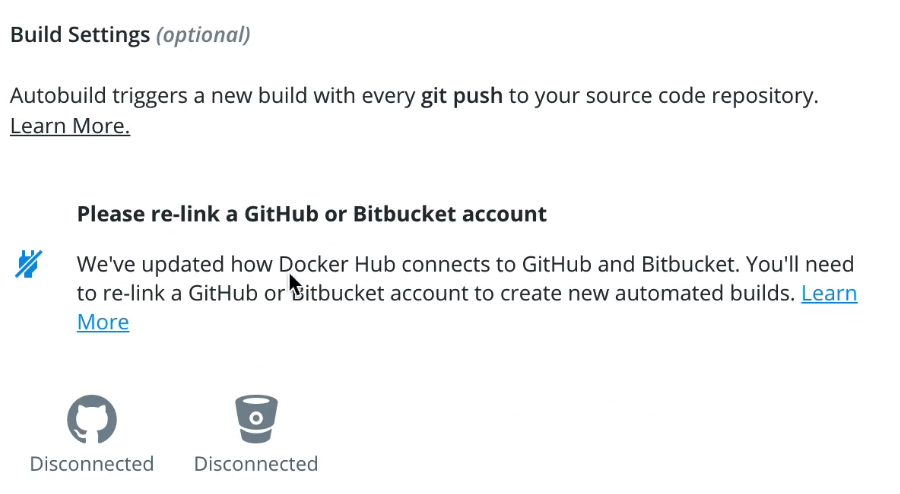 Build Settings (optional)
Autobuild triggers a new build with every git push to your source code repository.
Learn More.
Please re-link a GitHub or Bitbucket account
We've updated how Docker Hub connects to GitHub and Bitbucket. You'll need
to re-link a GitHub or Bitbucket account to create new automated builds. Learn
More
Disconnected Disconnected